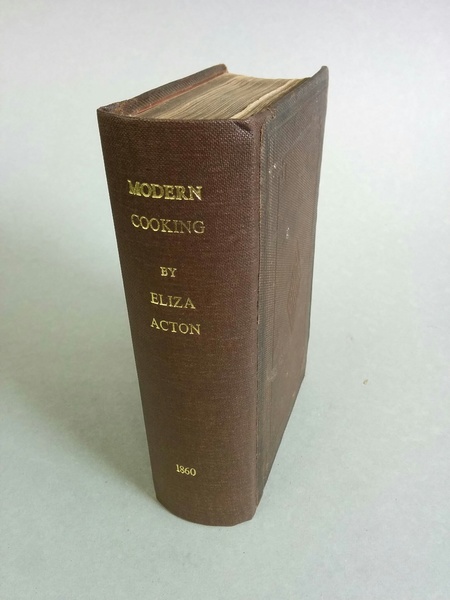 MODERN
COOKING
BY
ELIZA
ACTON
1860